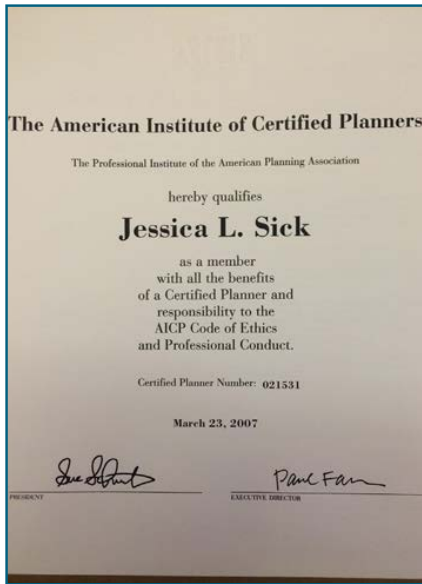 The American Institute of Certified Planners
The Professional Institute of the American Planning Association
hereby qualifies
Jessica L. Sick
as a member
with all the benefits
of a Certified Planner and
responsibility to the
AICP Code of Ethics
and Professional Conduct.
Certified Planner Number: 021531
March 23, 2007
Paul Farm
PRESIDENT
EXECUTIVE DIRECTOR